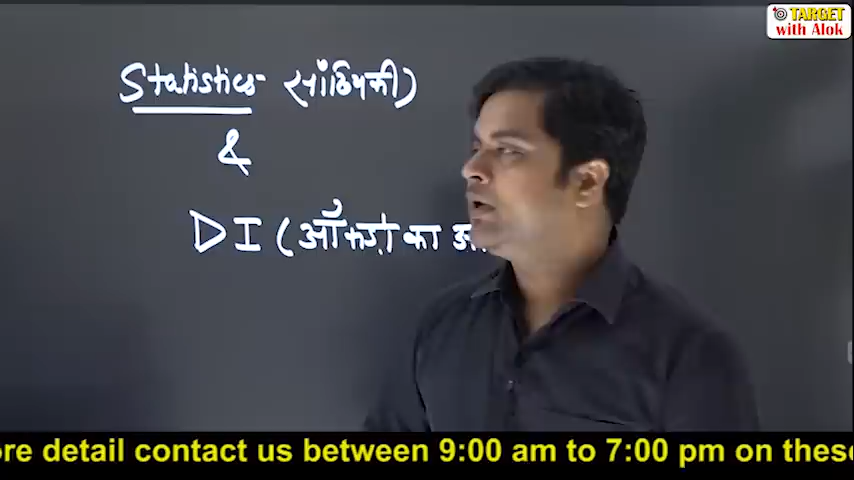 TARGET
with Alok
Statistics (सांख्यिकी)
&
DI (आँकड़ों का
ore detail contact us between 9:00 am to 7:00 pm on these